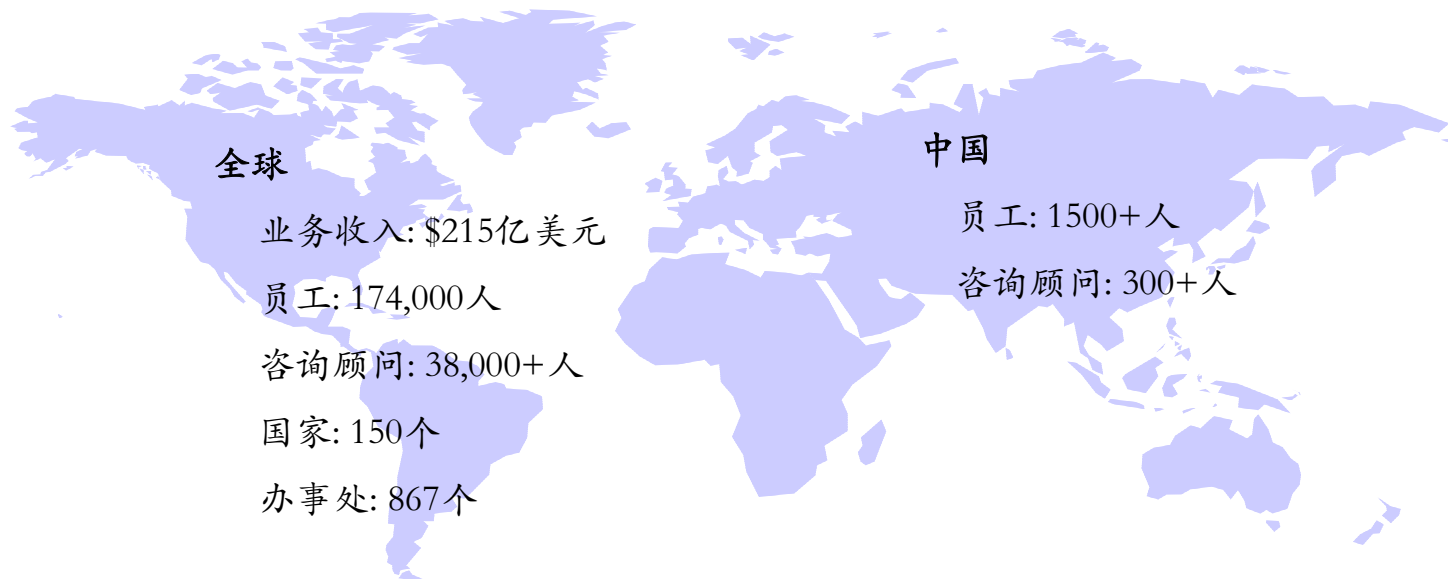 全球
业务收入: $215亿美元
员工: 174,000人
咨询顾问: 38,000+人
国家: 150个
办事处: 867个
中国
员工: 1500+人
咨询顾问: 300+人